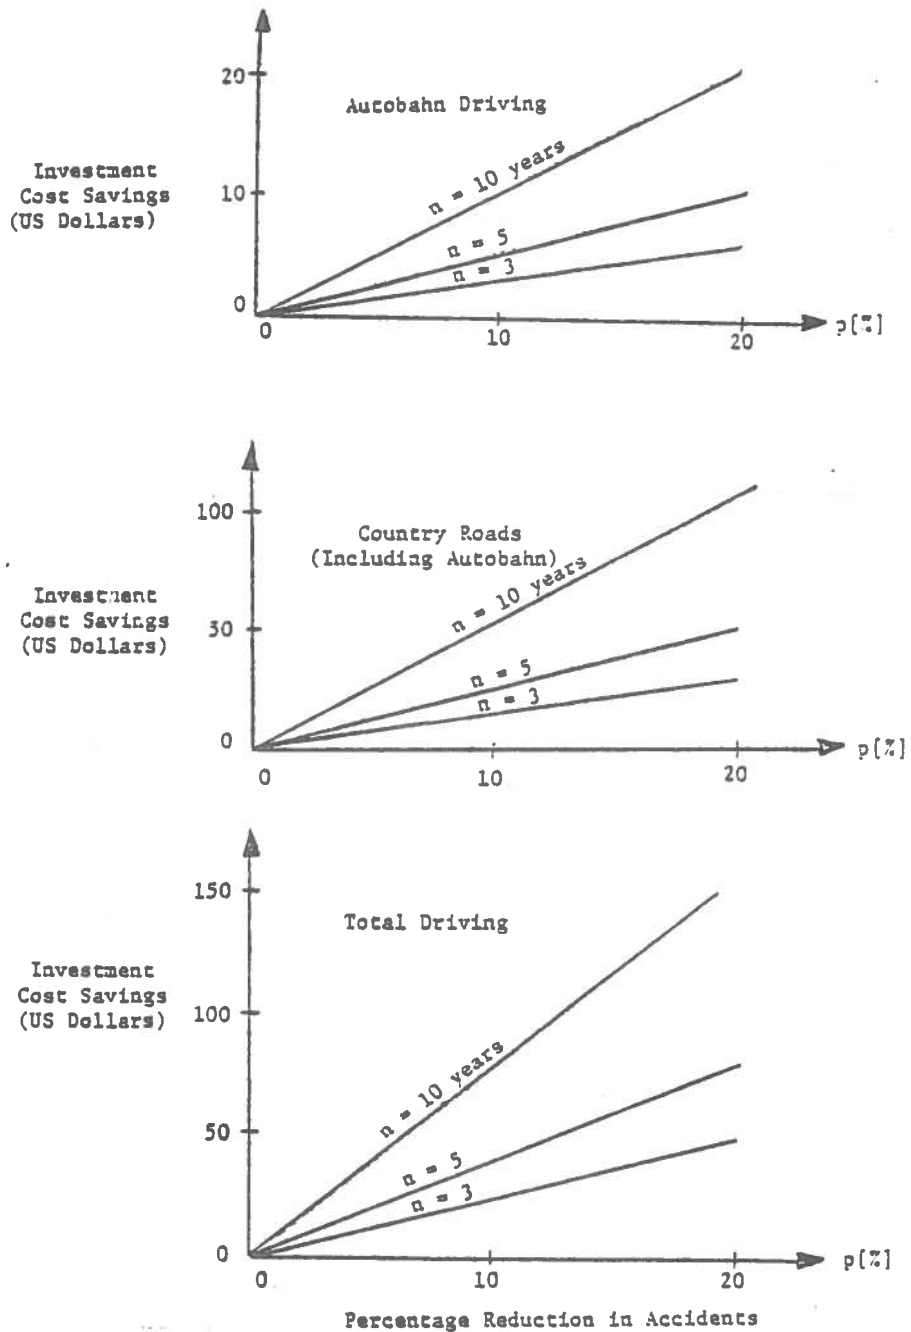 20
Autobahn Driving
Investment
Cost Savings
(US Dollars)
10
n = 10 years
n = 5
n = 3
0
0
10
20
p[%]
100
Country Roads
(Including Autobahn)
n = 10 years
Investment
Cost Savings
(US Dollars)
50
n = 5
n = 3
0
0
10
20
p[%]
150
Total Driving
Investment
Cost Savings
(US Dollars)
100
n = 10 years
50
n = 5
n = 3
0
0
10
20
p[%]
Percentage Reduction in Accidents